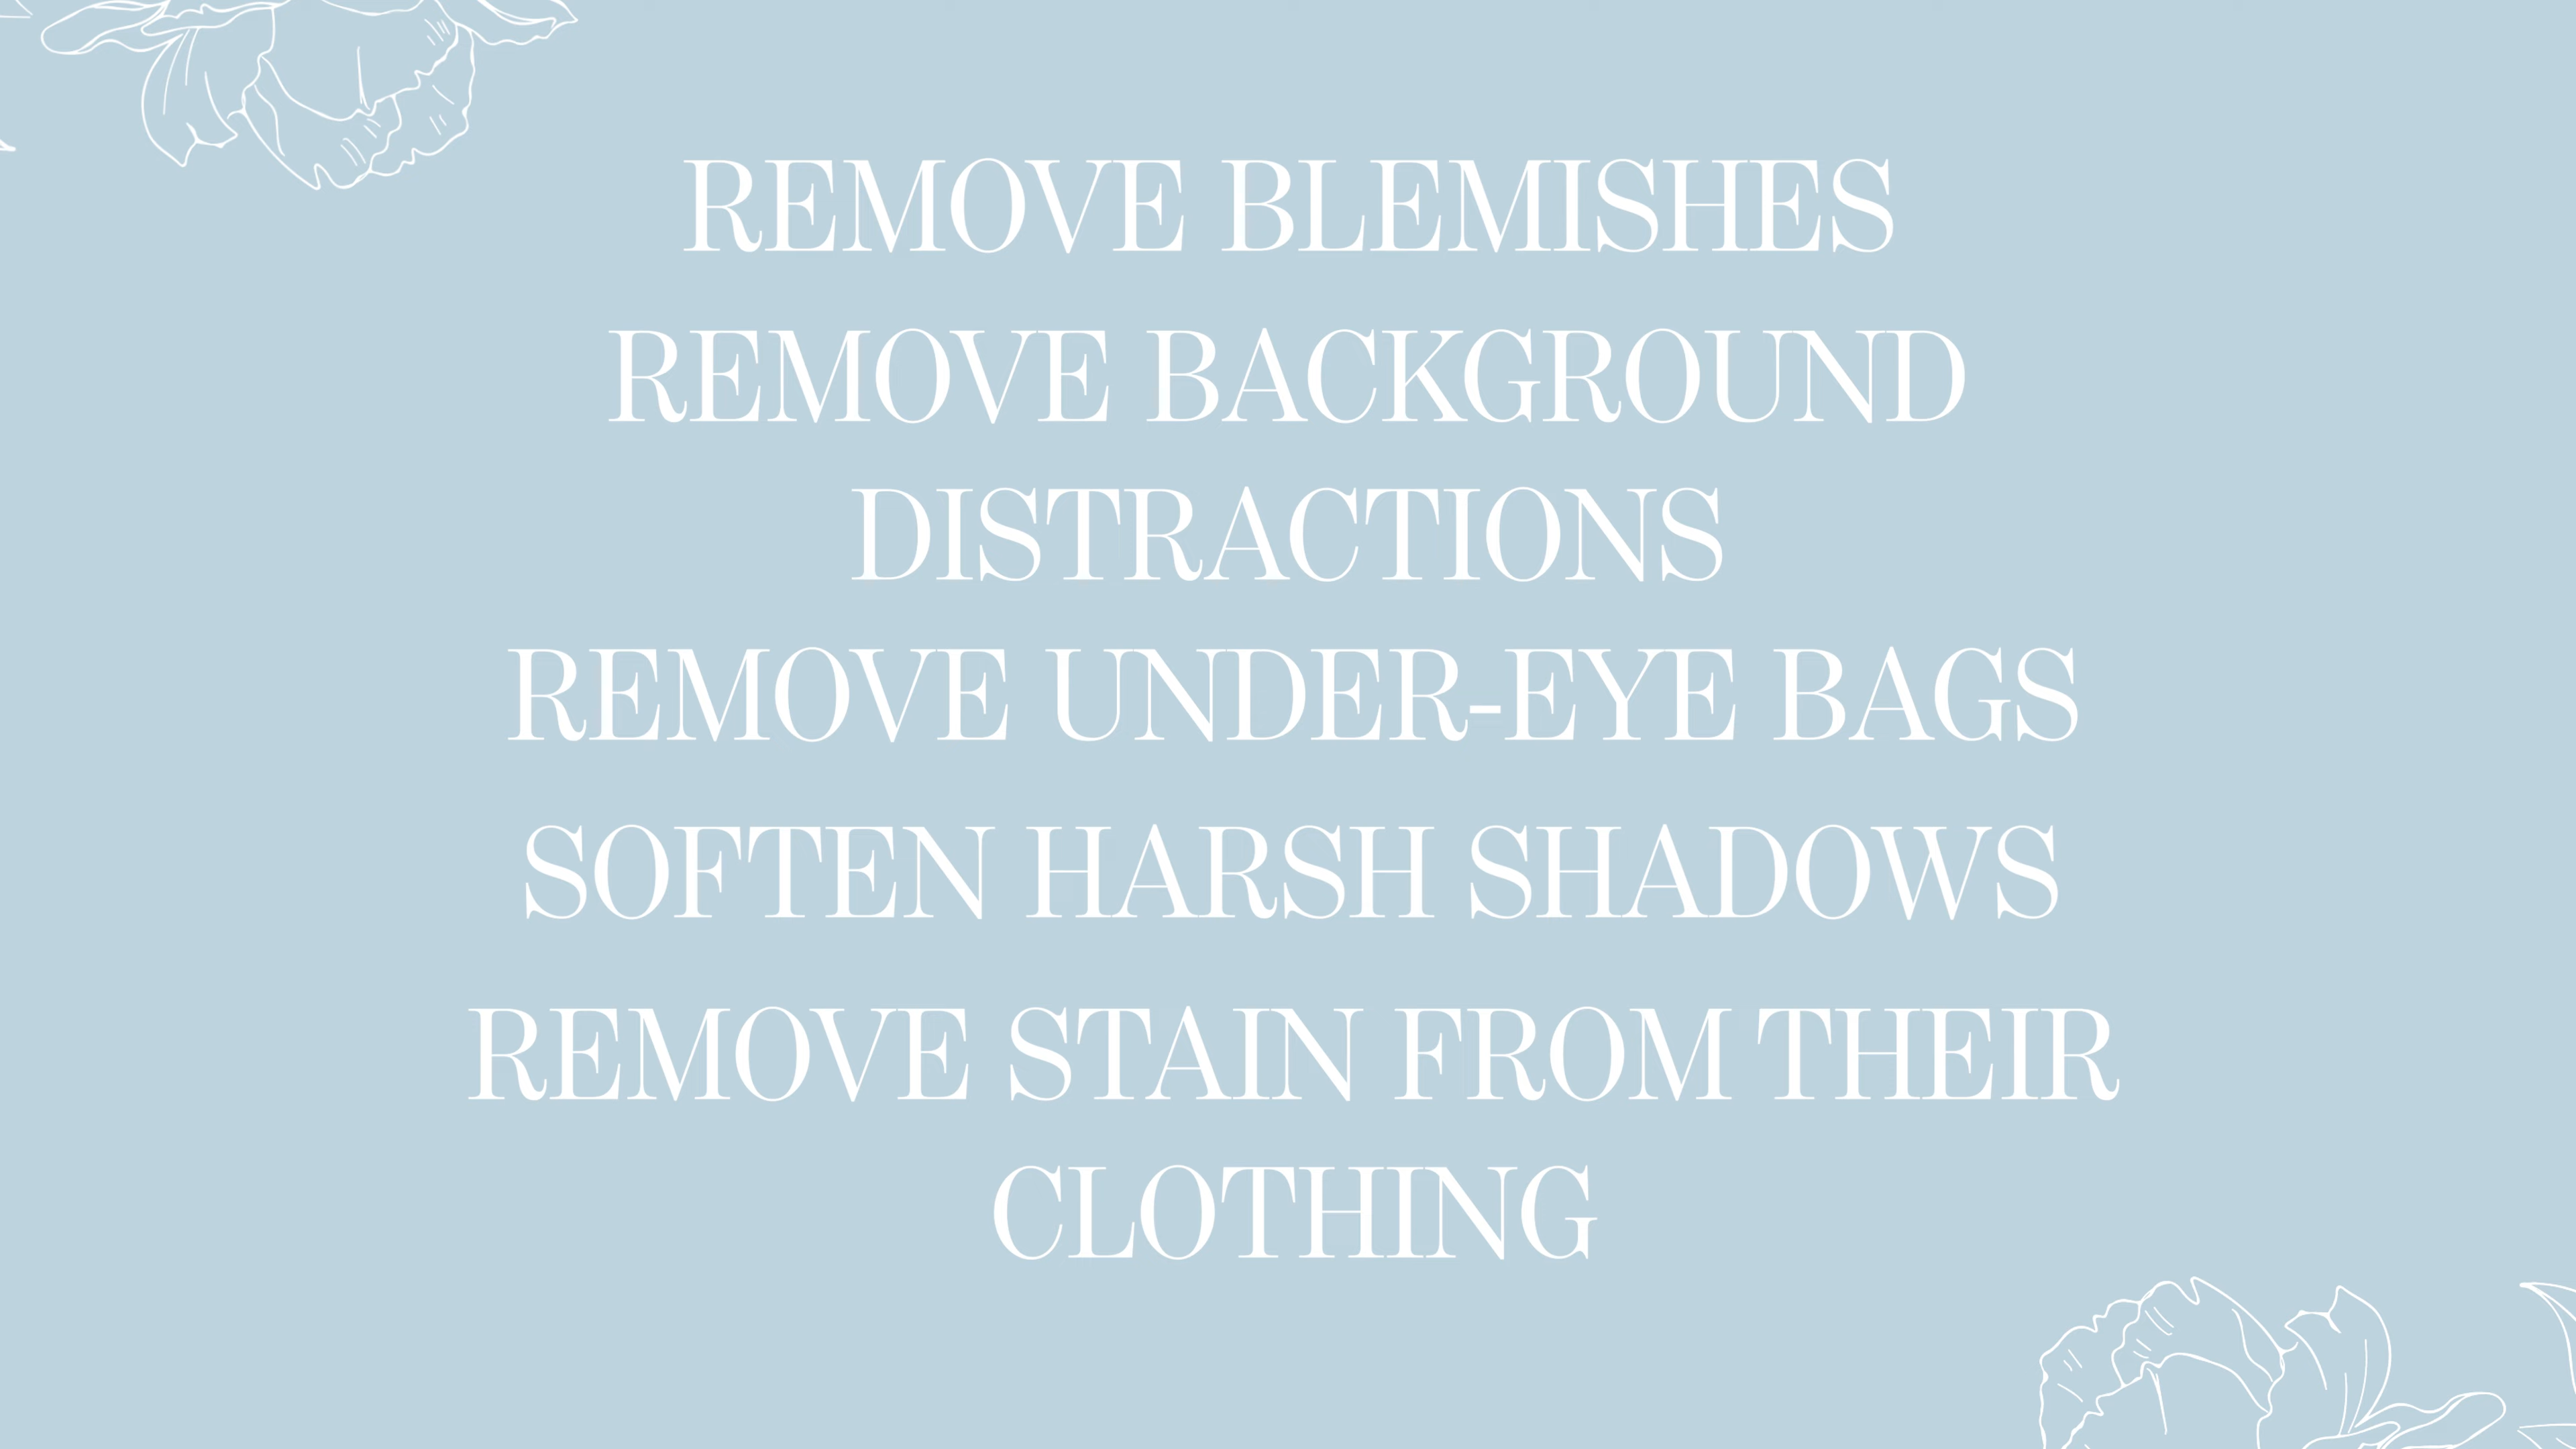 REMOVE BLEMISHES
REMOVE BACKGROUND
DISTRACTIONS
REMOVE UNDER-EYE BAGS
SOFTEN HARSH SHADOWS
REMOVE STAIN FROM THEIR
CLOTHING